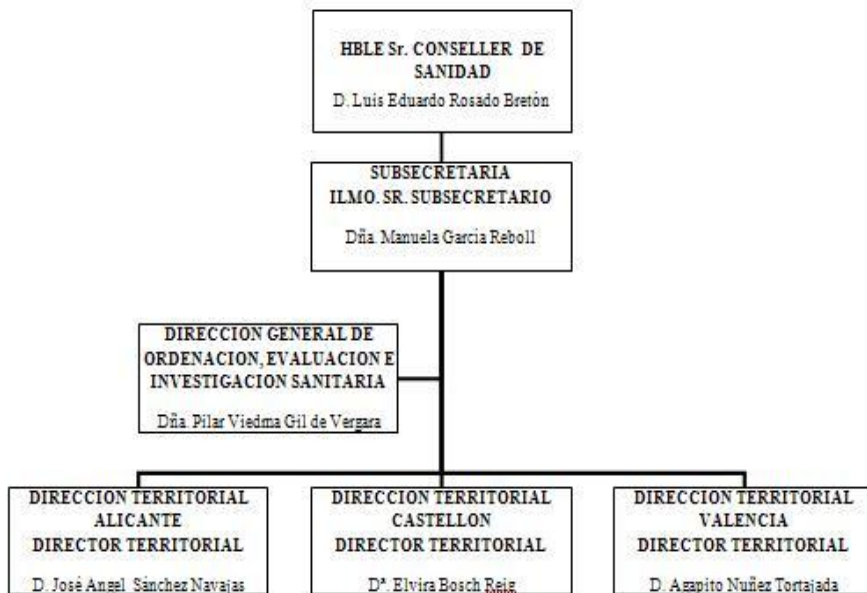 HBLE Sr. CONSELLER DE
SANIDAD
D. Luis Eduardo Rosado Bretón
SUBSECRETARIA
ILMO. SR. SUBSECRETARIO
Dña. Manuela Garcia Reboll
DIRECCION GENERAL DE
ORDENACION, EVALUACION E
INVESTIGACION SANITARIA
Dña. Pilar Viedma Gil de Vergara
DIRECCION TERRITORIAL
ALICANTE
DIRECTOR TERRITORIAL
D. José Angel Sánchez Navajas
DIRECCION TERRITORIAL
CASTELLON
DIRECTOR TERRITORIAL
Dª. Elvira Bosch Reig
DIRECCION TERRITORIAL
VALENCIA
DIRECTOR TERRITORIAL
D. Agapito Nuñez Tortajada